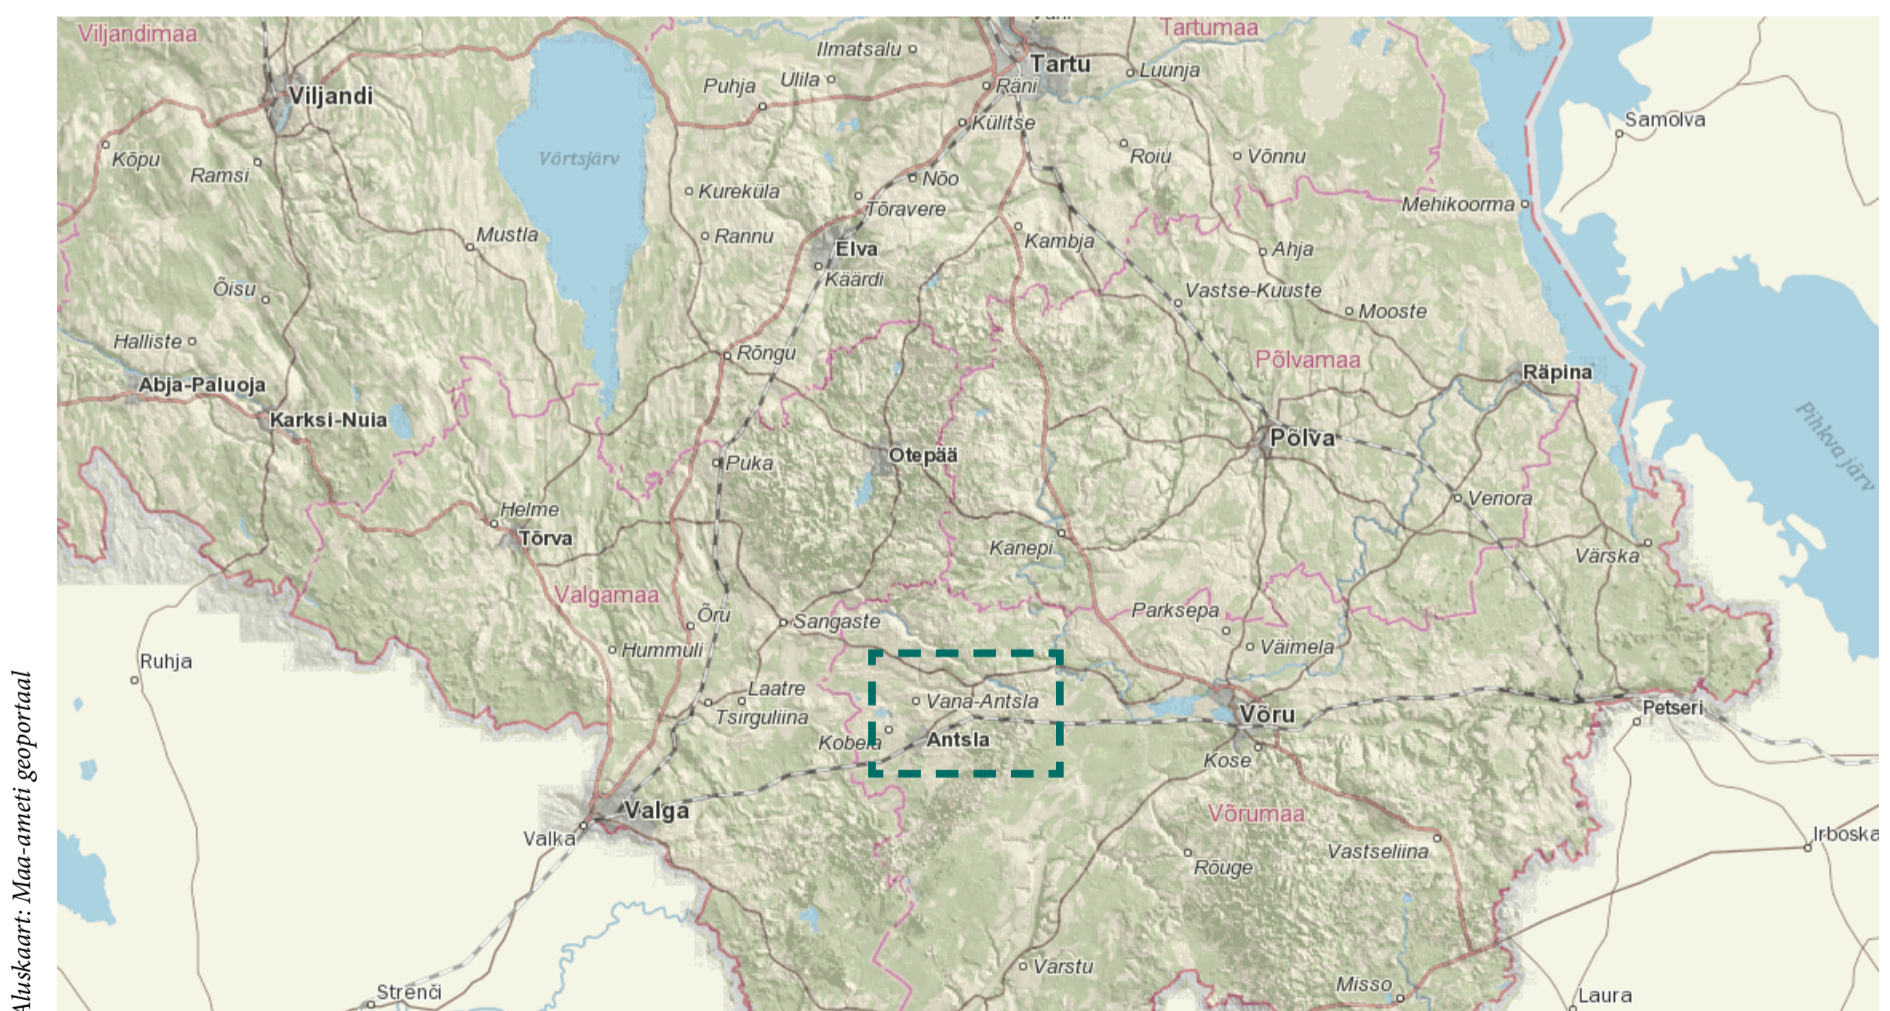 Viljandimaa
Tartumaa
Ilmatsalu
Tartu
Puhja
Ulila
Räni
Luunja
Viljandi
Külitse
Samolva
Kõpu
Ramsi
Võrtsjärv
Roiu
Võnnu
Nõo
Kureküla
Tõravere
Mehikoorma
Mustla
Rannu
Elva
Kambja
Ahja
Käärdi
Õisu
Vastse-Kuuste
Mooste
Halliste
Rõngu
Põlvamaa
Räpina
Abja-Paluoja
Karksi-Nuia
Põlva
Pihkva järv
Otepää
Puka
Veriora
Helme
Tõrva
Kanepi
Värska
Valgamaa
Õru
Sangaste
Parksepa
Hummuli
Väimela
Ruhja
Laatre
Vana-Antsla
Tsirguliina
Võru
Petseri
Kobela
Antsla
Kose
Valga
Võrumaa
Valka
Vastseliina
Irboska
Rõuge
Varstu
Misso
Strenči
Laura
Aluskaart: Maa-ameti geoportaal